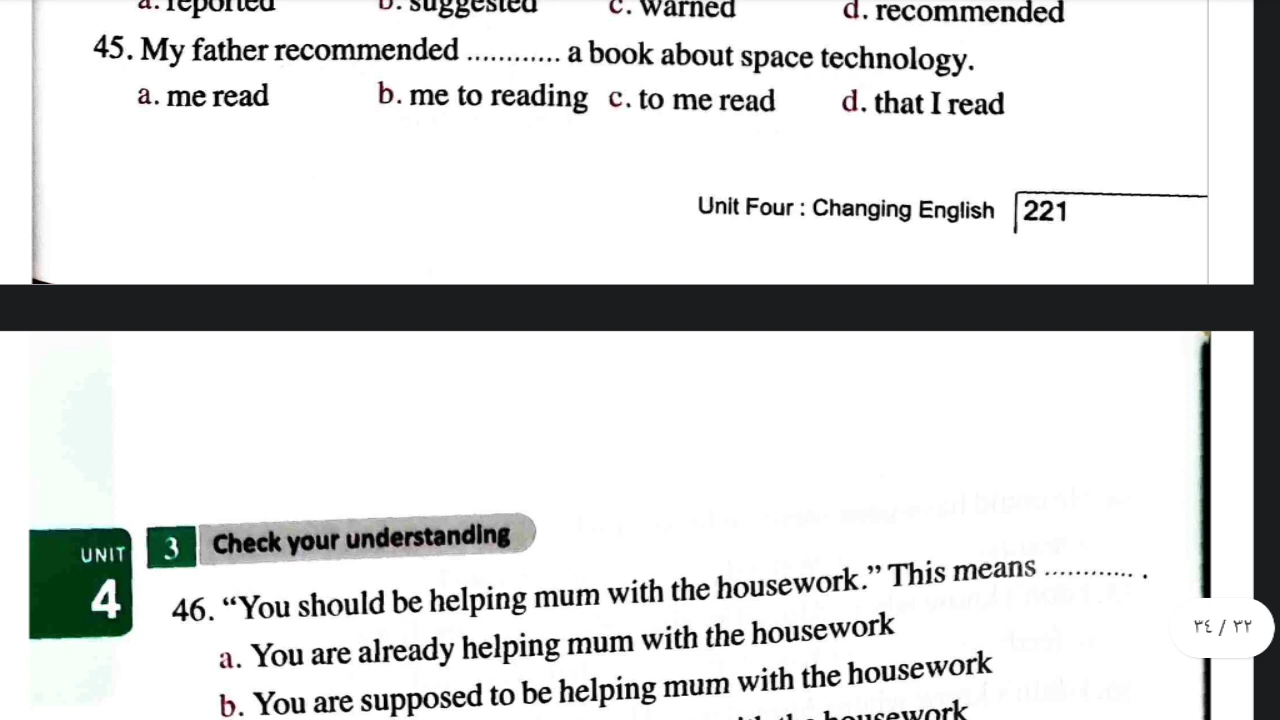 a. reported b. suggested c. warned d. recommended
45. My father recommended ............ a book about space technology.
a. me read b. me to reading c. to me read d. that I read
Unit Four : Changing English 221
UNIT
4
3 Check your understanding
46. “You should be helping mum with the housework.” This means ............ .
a. You are already helping mum with the housework
٣٤ / ٣٢
b. You are supposed to be helping mum with the housework
the housework